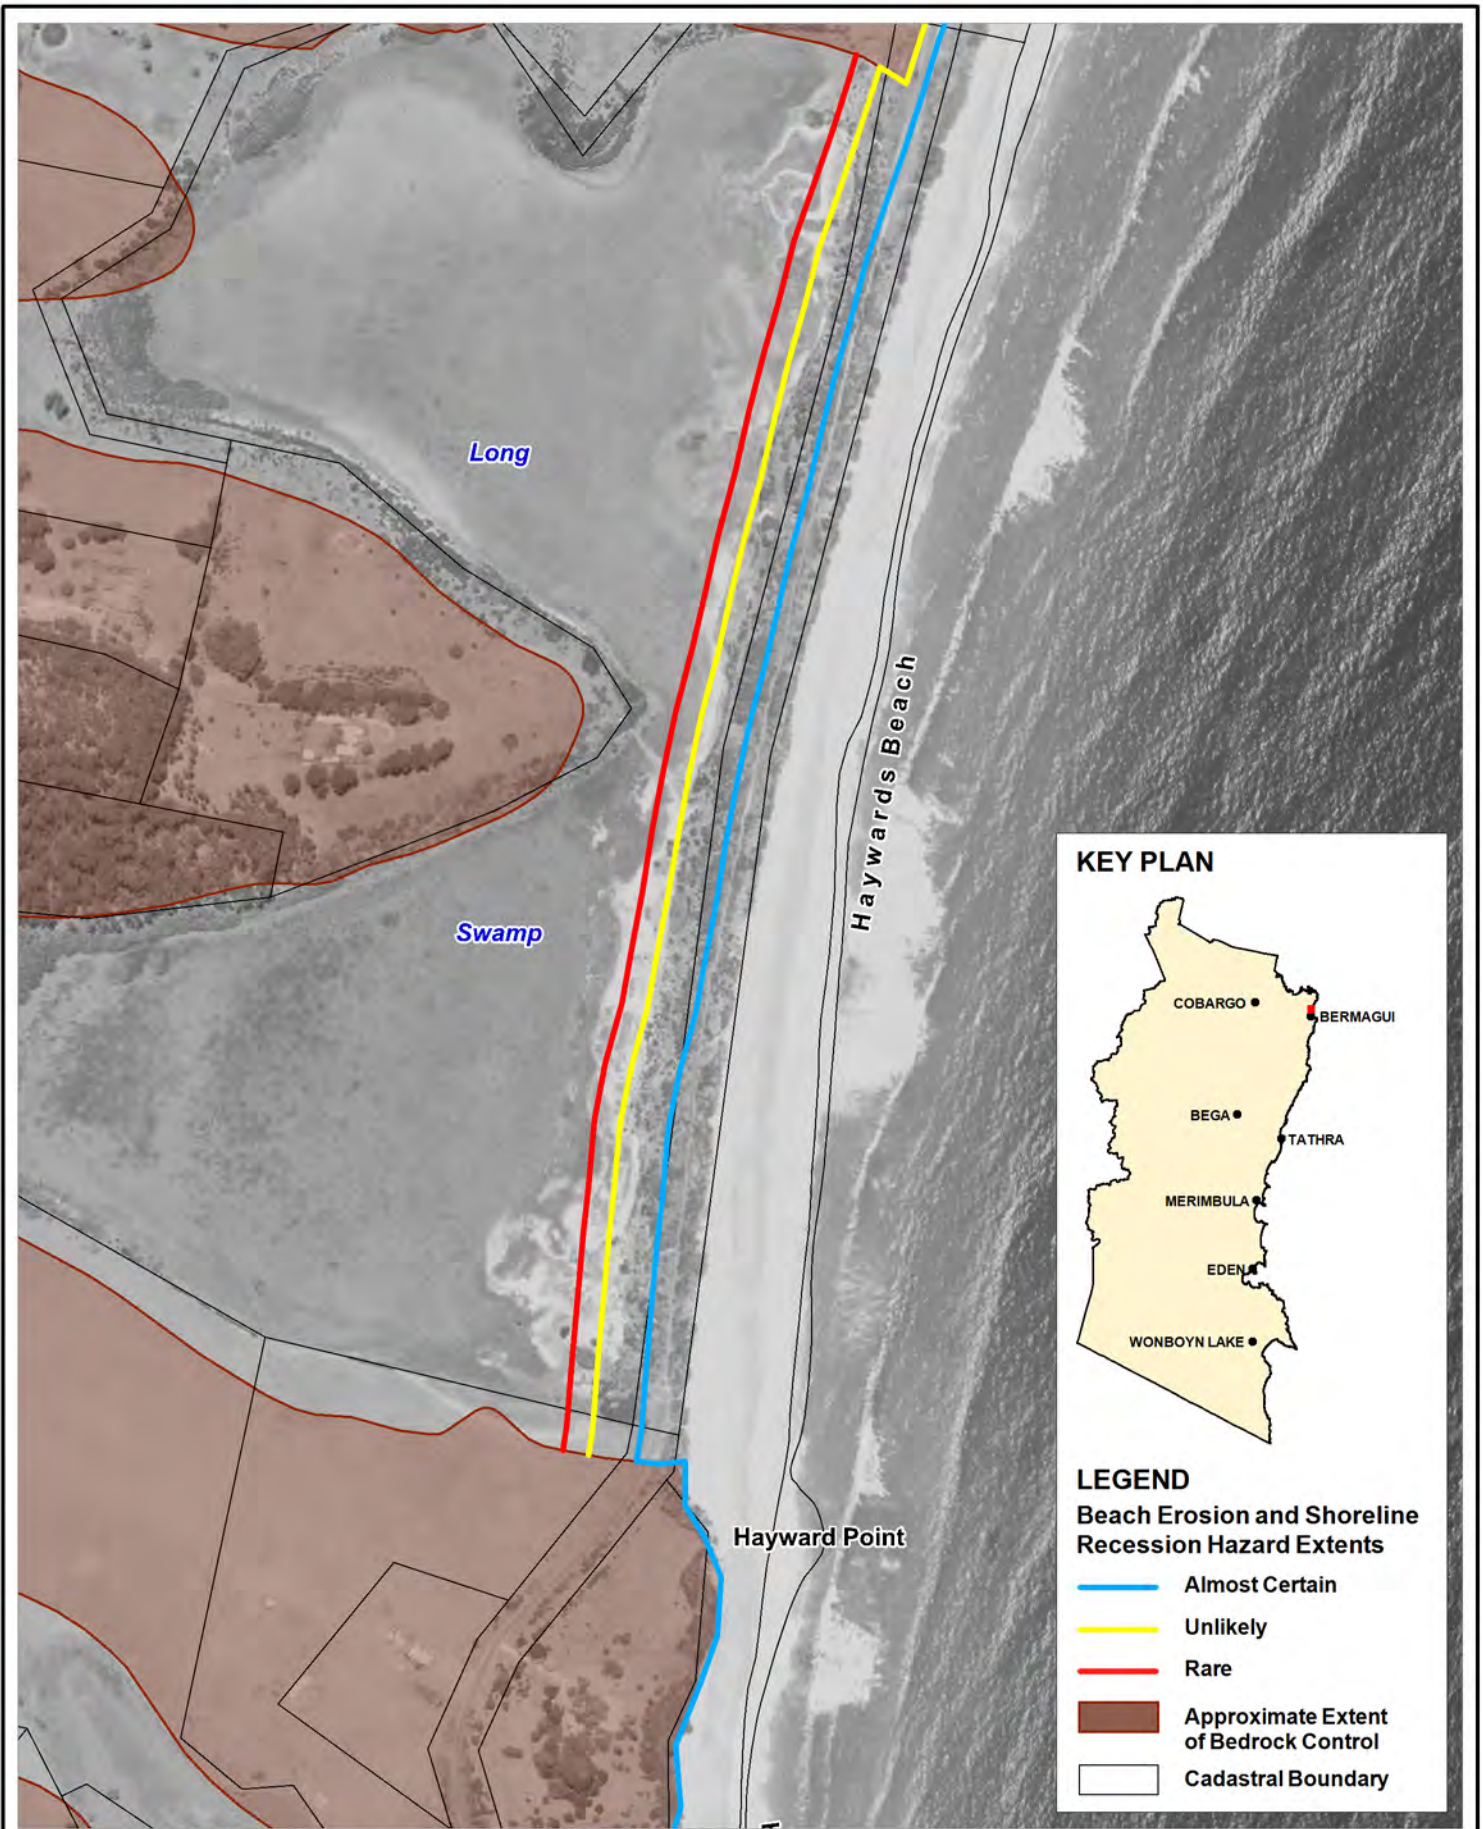 Long
Haywards Beach
Swamp
Hayward Point
KEY PLAN
COBARGO
BERMAGUI
BEGA
TATHRA
MERIMBULA
EDEN
WONBOYN LAKE
LEGEND
Beach Erosion and Shoreline
Recession Hazard Extents
Almost Certain
Unlikely
Rare
Approximate Extent
of Bedrock Control
Cadastral Boundary